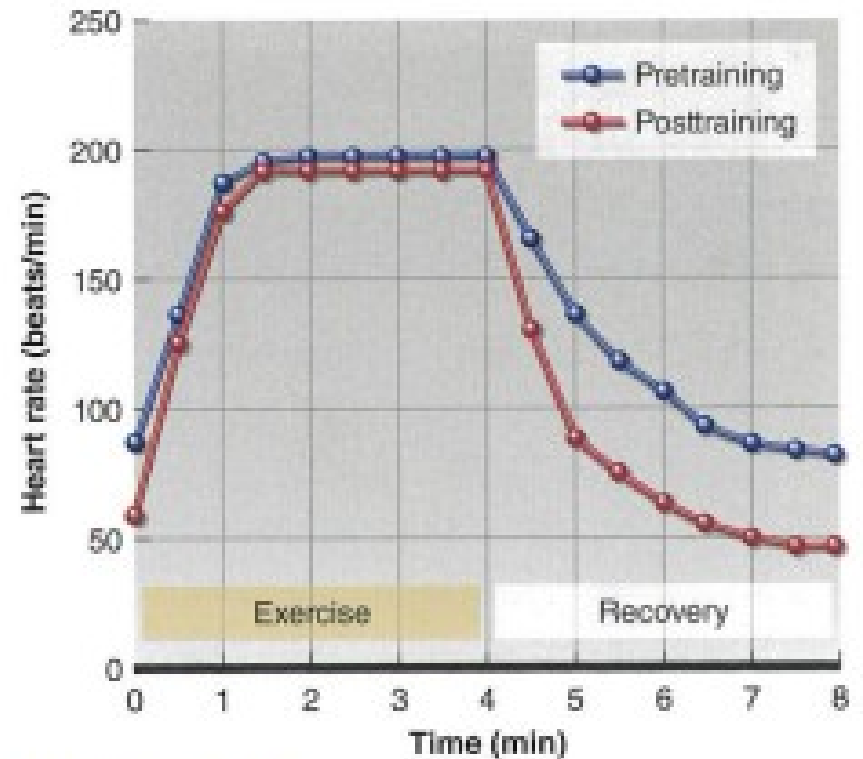 250
200
150
100
50
0
Heart rate (beats/min)
Pretraining
Posttraining
Exercise
Recovery
0 1 2 3 4 5 6 7 8
Time (min)